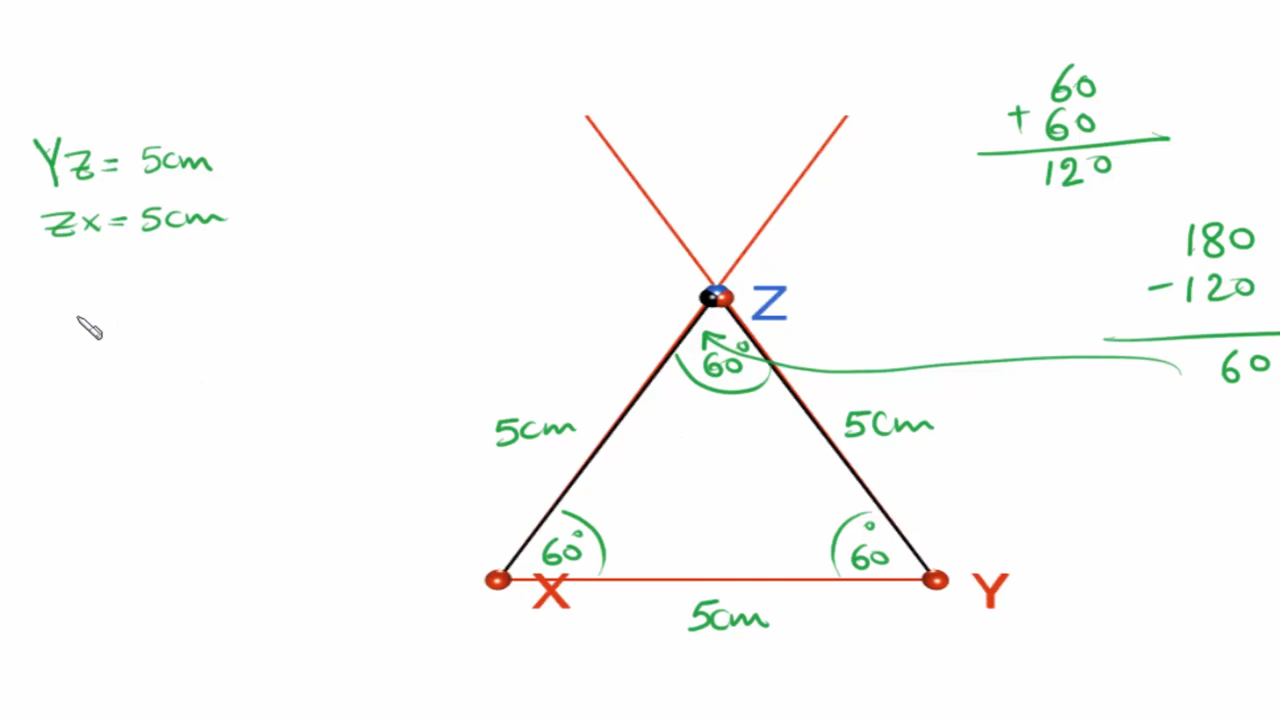 YZ = 5cm
ZX = 5cm
60
+ 60
120
180
- 120
60
Z
60°
5cm
5cm
60°
60°
X
Y
5cm